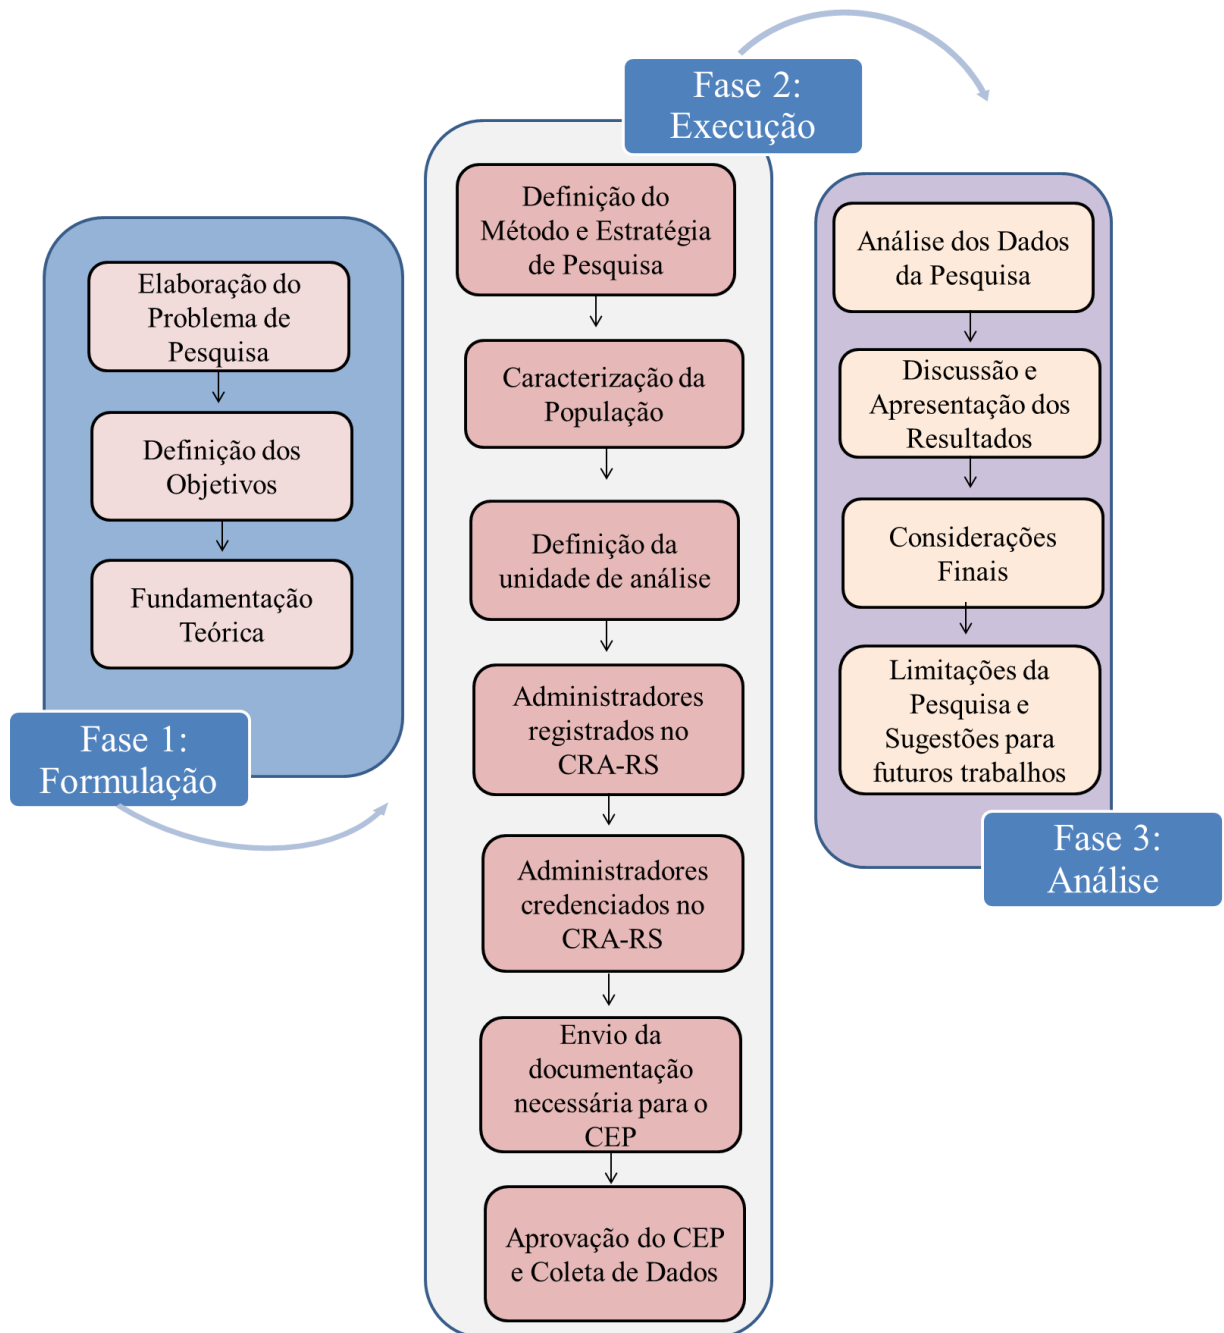 Elaboração do
Problema de
Pesquisa
Definição dos
Objetivos
Fundamentação
Teórica
Fase 1:
Formulação
Fase 2:
Execução
Definição do
Método e Estratégia
de Pesquisa
Caracterização da
População
Definição da
unidade de análise
Administradores
registrados no
CRA-RS
Administradores
credenciados no
CRA-RS
Envio da
documentação
necessária para o
CEP
Aprovação do CEP
e Coleta de Dados
Análise dos Dados
da Pesquisa
Discussão e
Apresentação dos
Resultados
Considerações
Finais
Limitações da
Pesquisa e
Sugestões para
futuros trabalhos
Fase 3:
Análise